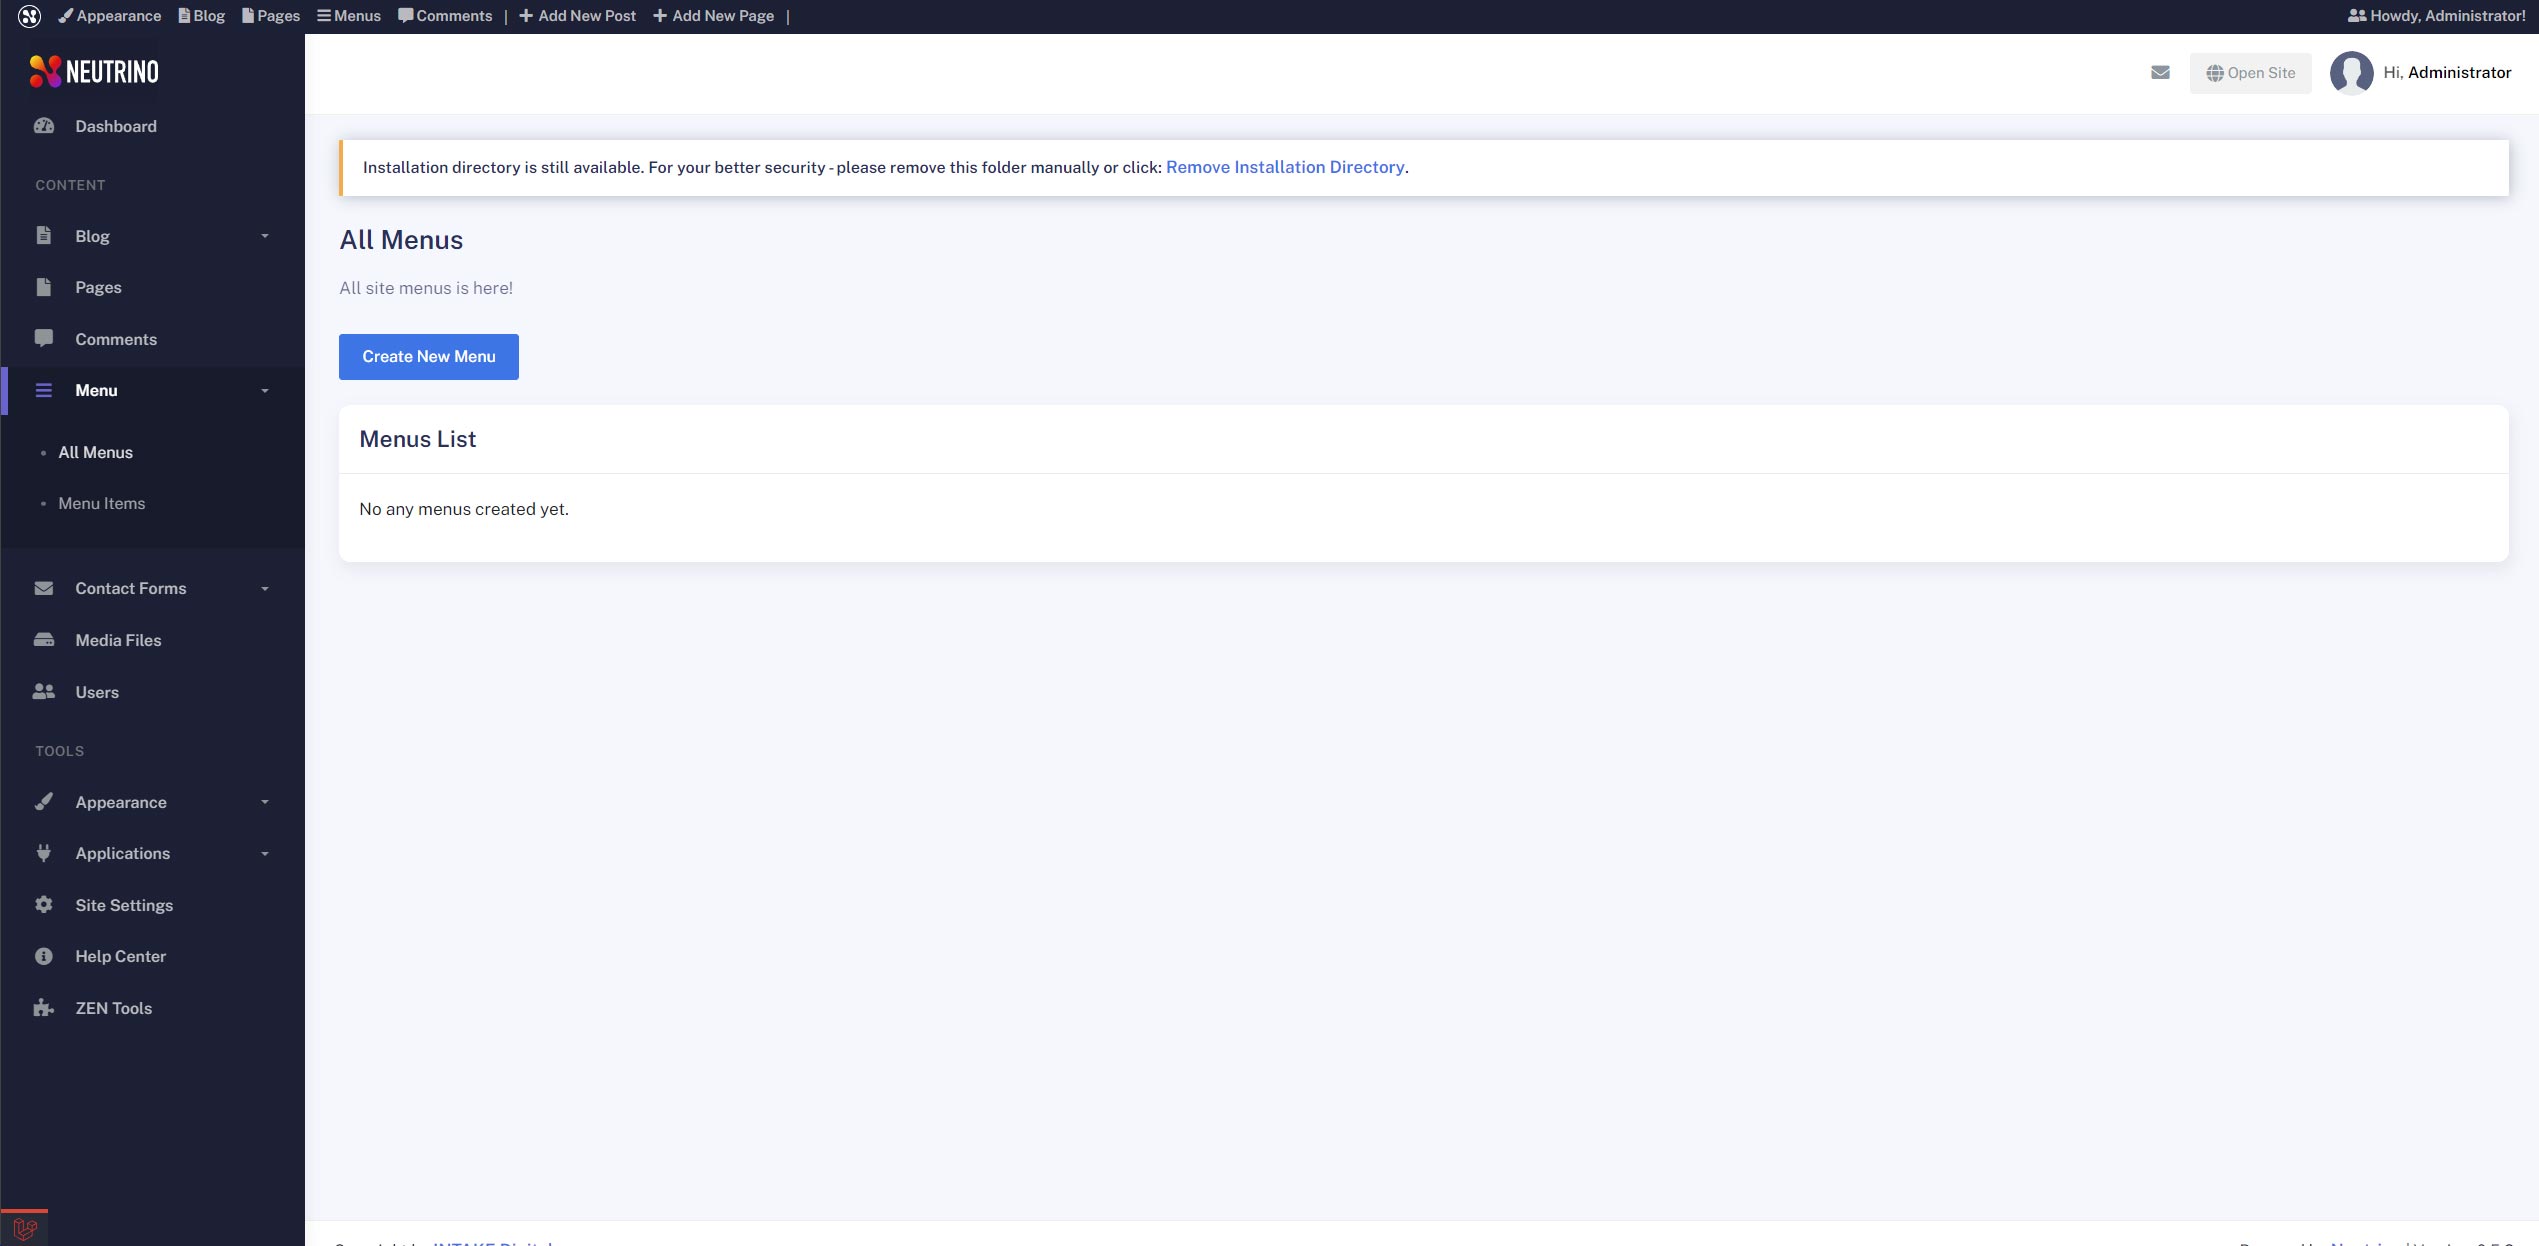 Appearance Blog Pages Menus Comments | Add New Post Add New Page | Howdy, Administrator!
NEUTRINO
Open Site Hi, Administrator
Dashboard
CONTENT
Blog
Pages
Comments
Menu
All Menus
Menu Items
Contact Forms
Media Files
Users
TOOLS
Appearance
Applications
Site Settings
Help Center
ZEN Tools
Installation directory is still available. For your better security - please remove this folder manually or click: Remove Installation Directory.
All Menus
All site menus is here!
Create New Menu
Menus List
No any menus created yet.
INTAKE Digital